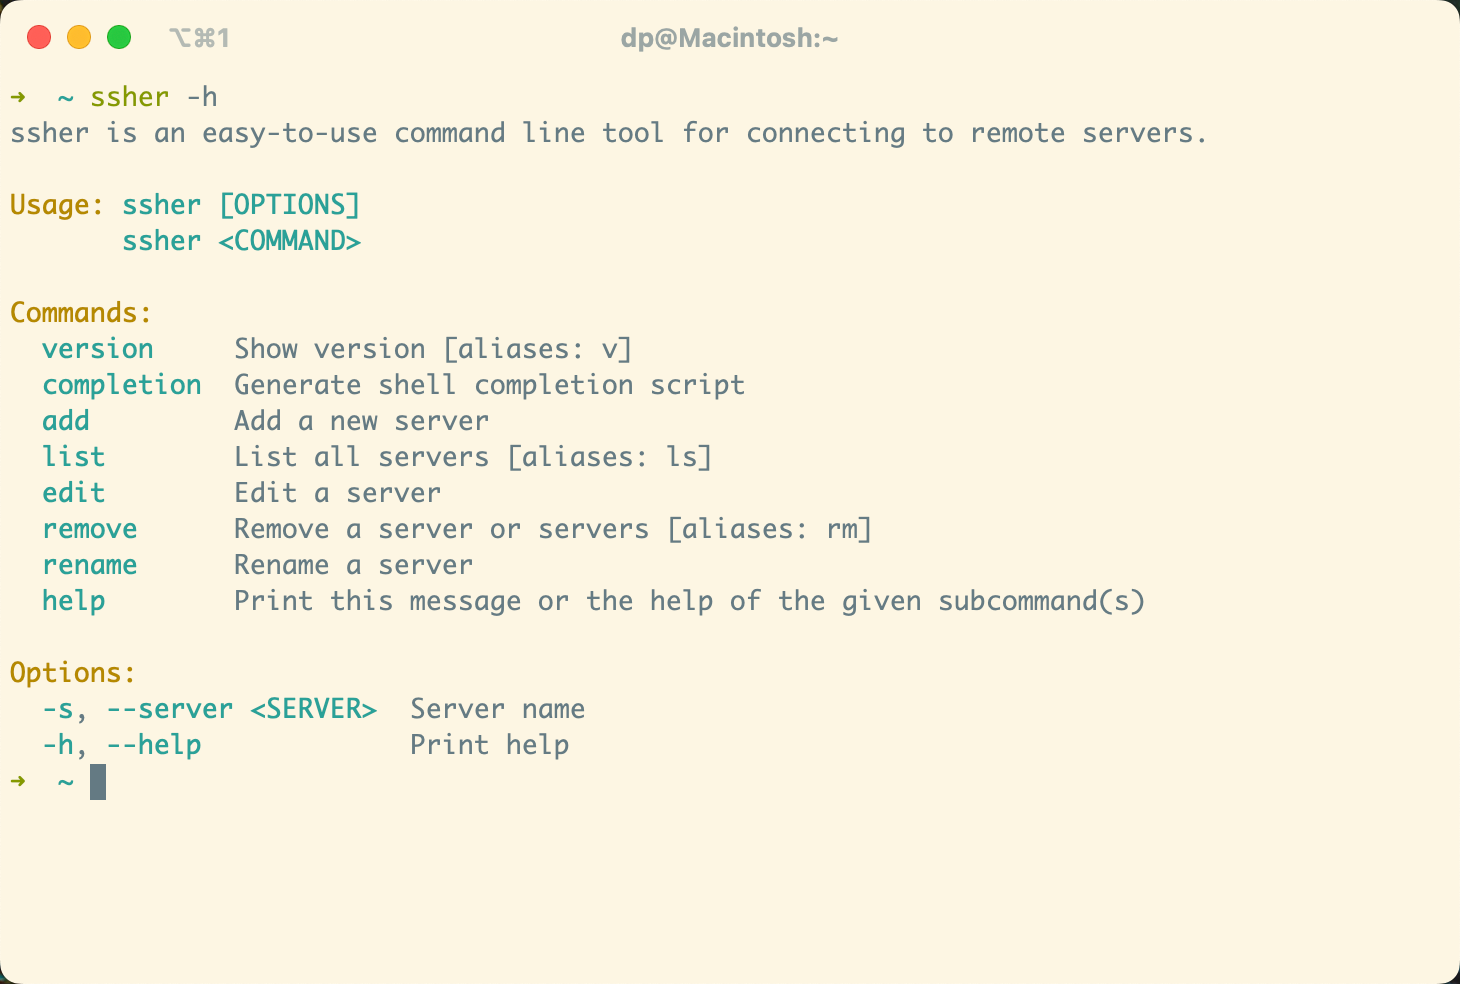 ⌥⌘1 dp@Macintosh:~
➜  ~ ssher -h
ssher is an easy-to-use command line tool for connecting to remote servers.

Usage: ssher [OPTIONS]
       ssher <COMMAND>

Commands:
  version     Show version [aliases: v]
  completion  Generate shell completion script
  add         Add a new server
  list        List all servers [aliases: ls]
  edit        Edit a server
  remove      Remove a server or servers [aliases: rm]
  rename      Rename a server
  help        Print this message or the help of the given subcommand(s)

Options:
  -s, --server <SERVER>  Server name
  -h, --help             Print help
➜  ~